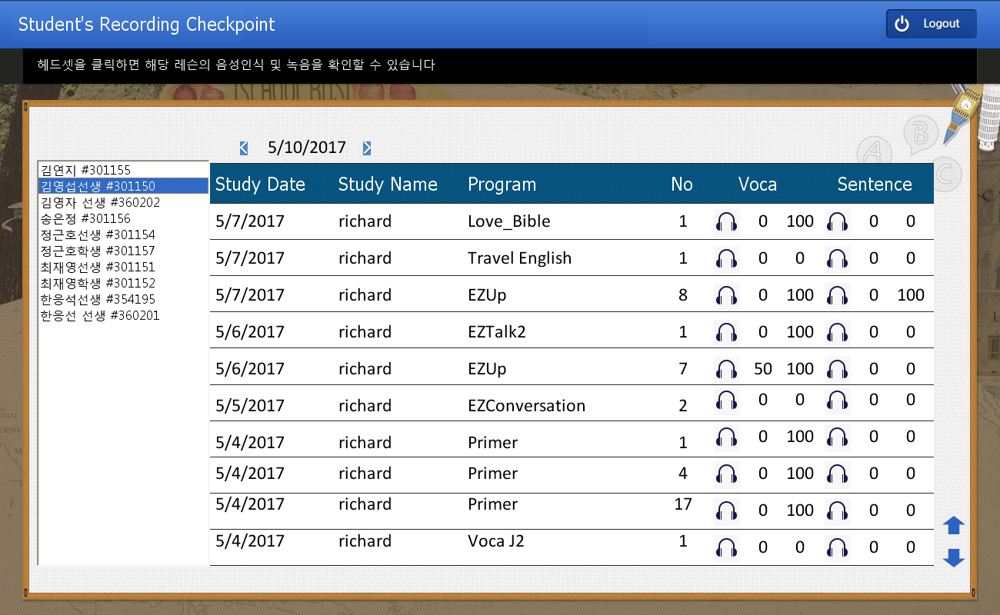 Student's Recording Checkpoint
Logout
헤드셋을 클릭하면 해당 레슨의 음성인식 및 녹음을 확인할 수 있습니다
SCHOOL BUS
5/10/2017
A
B
C
김연지 #301155
김영섭선생 #301150
김영자 선생 #360202
송은정 #301156
정근호선생 #301154
정근호학생 #301157
최재영선생 #301151
최재영학생 #301152
한응석선생 #354195
한응선 선생 #360201
Study Date Study Name Program No Voca Sentence
5/7/2017 richard Love_Bible 1 0 100 0 0
5/7/2017 richard Travel English 1 0 0 0 0
5/7/2017 richard EZUp 8 0 100 0 100
5/6/2017 richard EZTalk2 1 0 100 0 0
5/6/2017 richard EZUp 7 50 100 0 0
5/5/2017 richard EZConversation 2 0 0 0 0
5/4/2017 richard Primer 1 0 100 0 0
5/4/2017 richard Primer 4 0 100 0 0
5/4/2017 richard Primer 17 0 100 0 0
5/4/2017 richard Voca J2 1 0 0 0 0